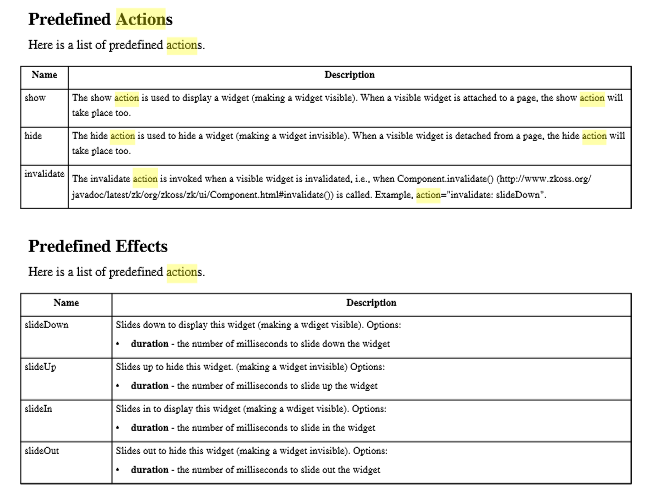 Predefined Actions
Here is a list of predefined actions.
Name Description
show The show action is used to display a widget (making a widget visible). When a visible widget is attached to a page, the show action will
take place too.
hide The hide action is used to hide a widget (making a widget invisible). When a visible widget is detached from a page, the hide action will
take place too.
invalidate The invalidate action is invoked when a visible widget is invalidated, i.e., when Component.invalidate() (http://www.zkoss.org/
javadoc/latest/zk/org/zkoss/zk/ui/Component.html#invalidate()) is called. Example, action="invalidate: slideDown".
Predefined Effects
Here is a list of predefined actions.
Name Description
slideDown Slides down to display this widget (making a wdiget visible). Options:
• duration - the number of milliseconds to slide down the widget
slideUp Slides up to hide this widget. (making a widget invisible) Options:
• duration - the number of milliseconds to slide up the widget
slideIn Slides in to display this widget (making a wdiget visible). Options:
• duration - the number of milliseconds to slide in the widget
slideOut Slides out to hide this widget (making a widget invisible). Options:
• duration - the number of milliseconds to slide out the widget